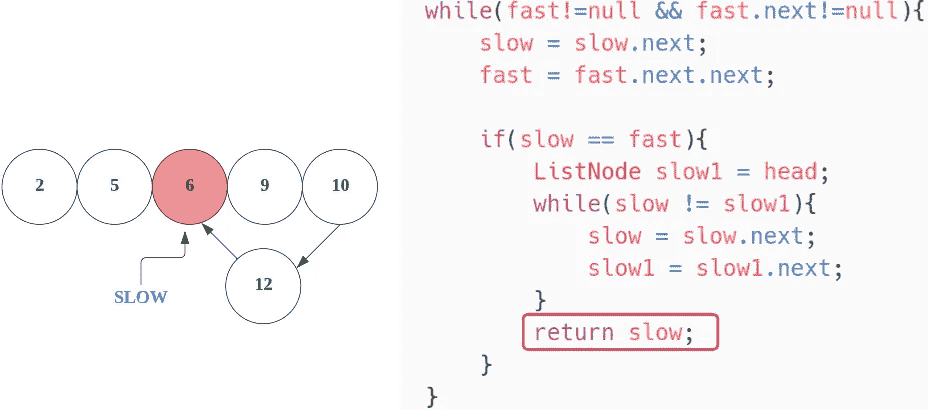 2 5 6 9 10
12
SLOW
while(fast!=null && fast.next!=null){
slow = slow.next;
fast = fast.next.next;
if(slow == fast){
ListNode slow1 = head;
while(slow != slow1){
slow = slow.next;
slow1 = slow1.next;
}
return slow;
}
}